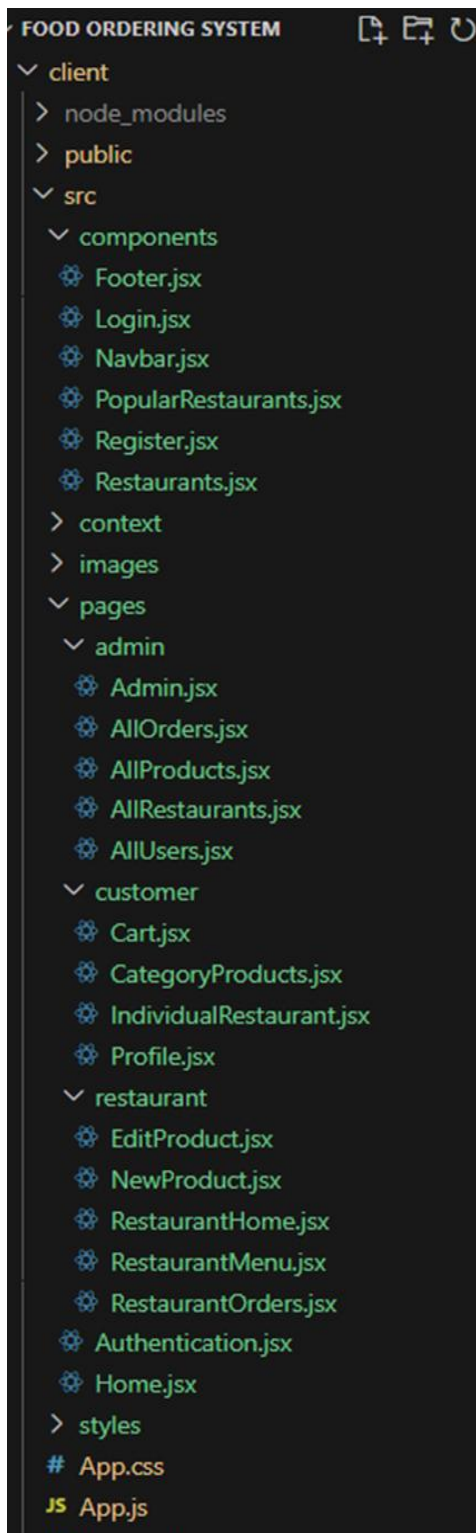 FOOD ORDERING SYSTEM
client
node_modules
public
src
components
Footer.jsx
Login.jsx
Navbar.jsx
PopularRestaurants.jsx
Register.jsx
Restaurants.jsx
context
images
pages
admin
Admin.jsx
AllOrders.jsx
AllProducts.jsx
AllRestaurants.jsx
AllUsers.jsx
customer
Cart.jsx
CategoryProducts.jsx
IndividualRestaurant.jsx
Profile.jsx
restaurant
EditProduct.jsx
NewProduct.jsx
RestaurantHome.jsx
RestaurantMenu.jsx
RestaurantOrders.jsx
Authentication.jsx
Home.jsx
styles
# App.css
JS App.js